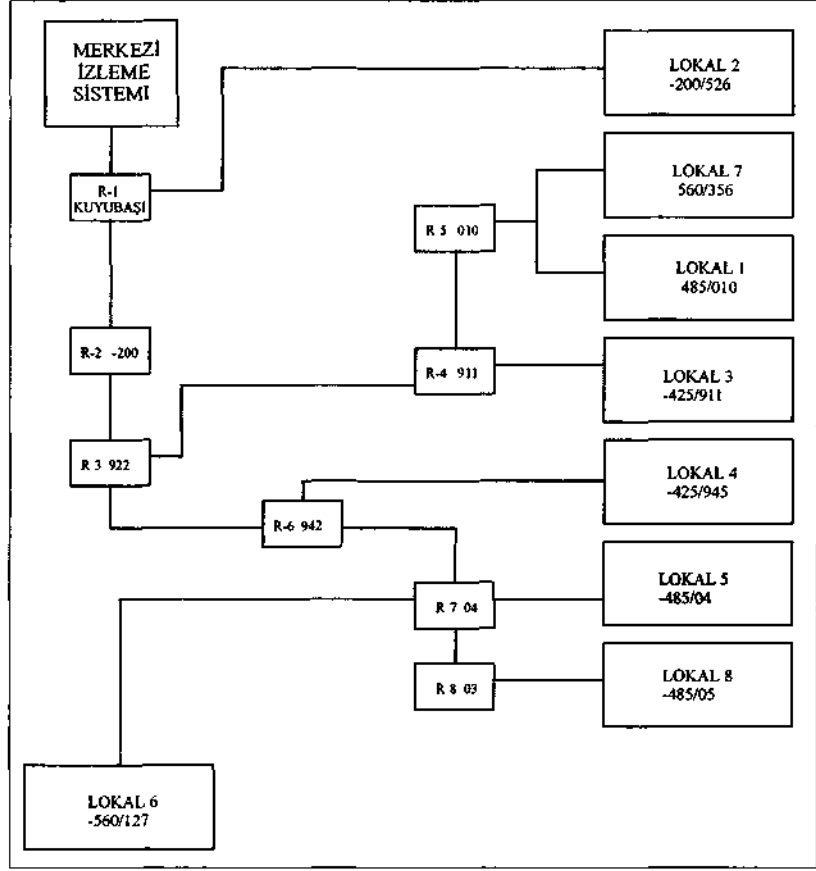 MERKEZİ
İZLEME
SİSTEMI
LOKAL 2
-200/526
R-1
KUYUBAŞI
LOKAL 7
560/356
R 5 010
LOKAL 1
485/010
R-2 -200
R-4 911
LOKAL 3
-425/911
R 3 922
LOKAL 4
-425/945
R-6 942
LOKAL 5
-485/04
R 7 04
LOKAL 8
-485/05
R 8 03
LOKAL 6
-560/127